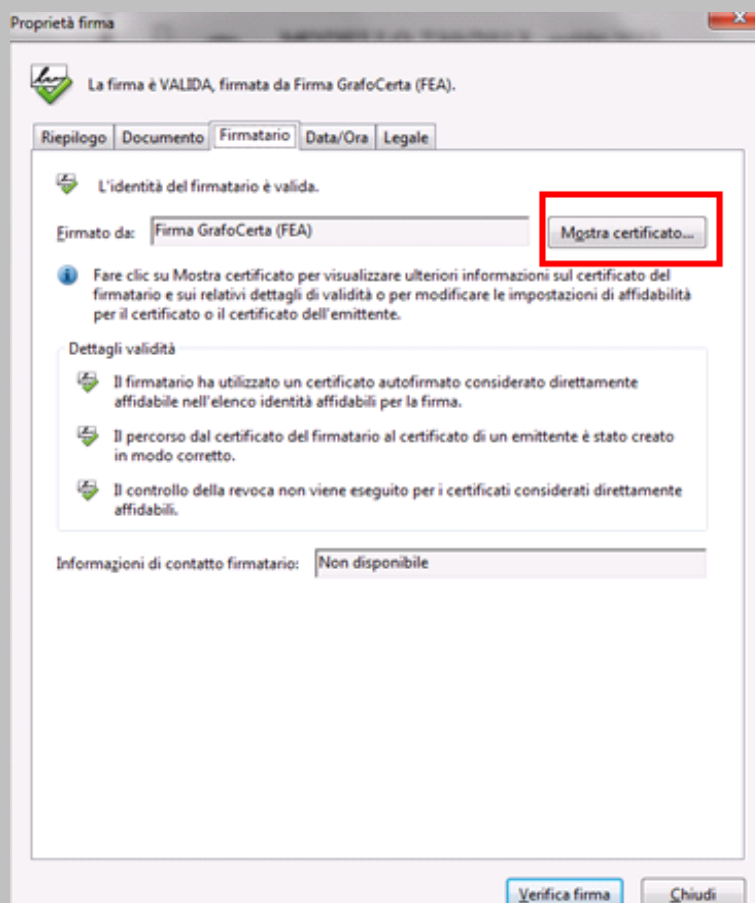 Proprietà firma
La firma è VALIDA, firmata da Firma GrafoCerta (FEA).
Riepilogo Documento Firmatario Data/Ora Legale
L'identità del firmatario è valida.
Firmato da: Firma GrafoCerta (FEA) Mostra certificato...
Fare clic su Mostra certificato per visualizzare ulteriori informazioni sul certificato del
firmatario e sui relativi dettagli di validità o per modificare le impostazioni di affidabilità
per il certificato o il certificato dell'emittente.
Dettagli validità
Il firmatario ha utilizzato un certificato autofirmato considerato direttamente
affidabile nell'elenco identità affidabili per la firma.
Il percorso dal certificato del firmatario al certificato di un emittente è stato creato
in modo corretto.
Il controllo della revoca non viene eseguito per i certificati considerati direttamente
affidabili.
Informazioni di contatto firmatario: Non disponibile
Verifica firma Chiudi